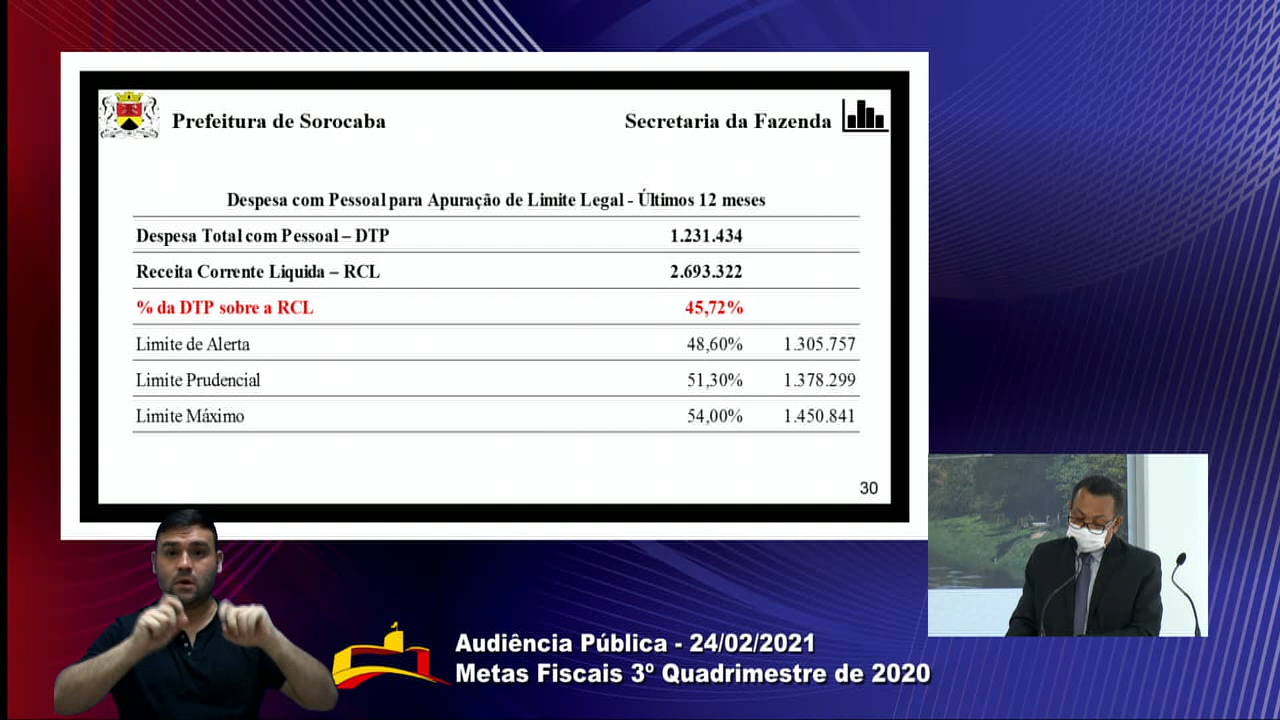 Prefeitura de Sorocaba
Secretaria da Fazenda
Despesa com Pessoal para Apuração de Limite Legal - Últimos 12 meses
Despesa Total com Pessoal – DTP 1.231.434
Receita Corrente Liquida – RCL 2.693.322
% da DTP sobre a RCL 45,72%
Limite de Alerta 48,60% 1.305.757
Limite Prudencial 51,30% 1.378.299
Limite Máximo 54,00% 1.450.841
30
Audiência Pública - 24/02/2021
Metas Fiscais 3º Quadrimestre de 2020